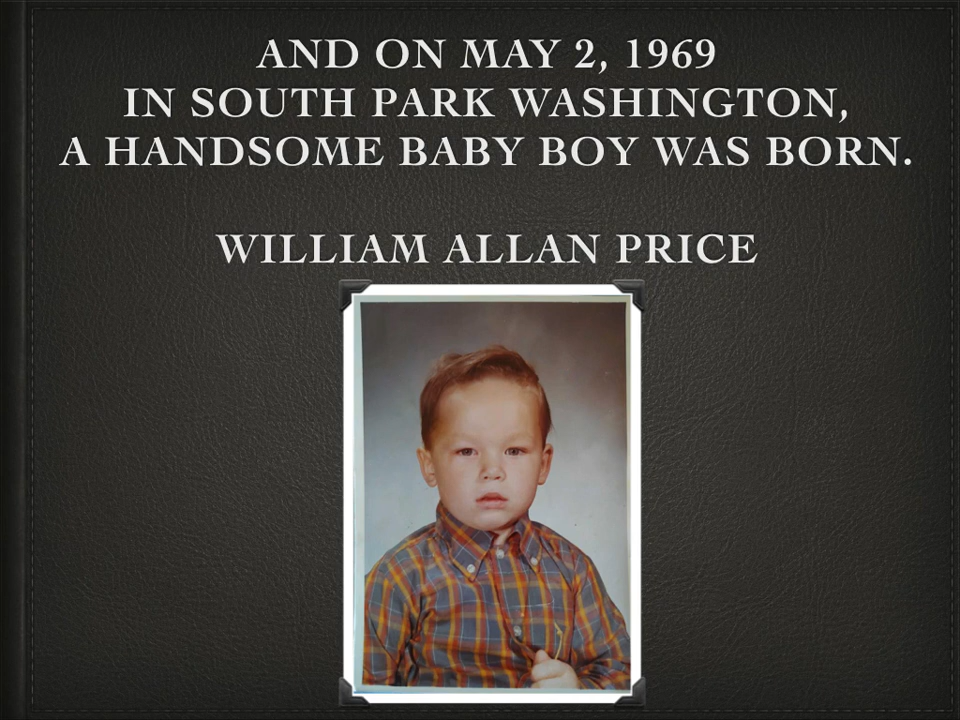 AND ON MAY 2, 1969
IN SOUTH PARK WASHINGTON,
A HANDSOME BABY BOY WAS BORN.
WILLIAM ALLAN PRICE